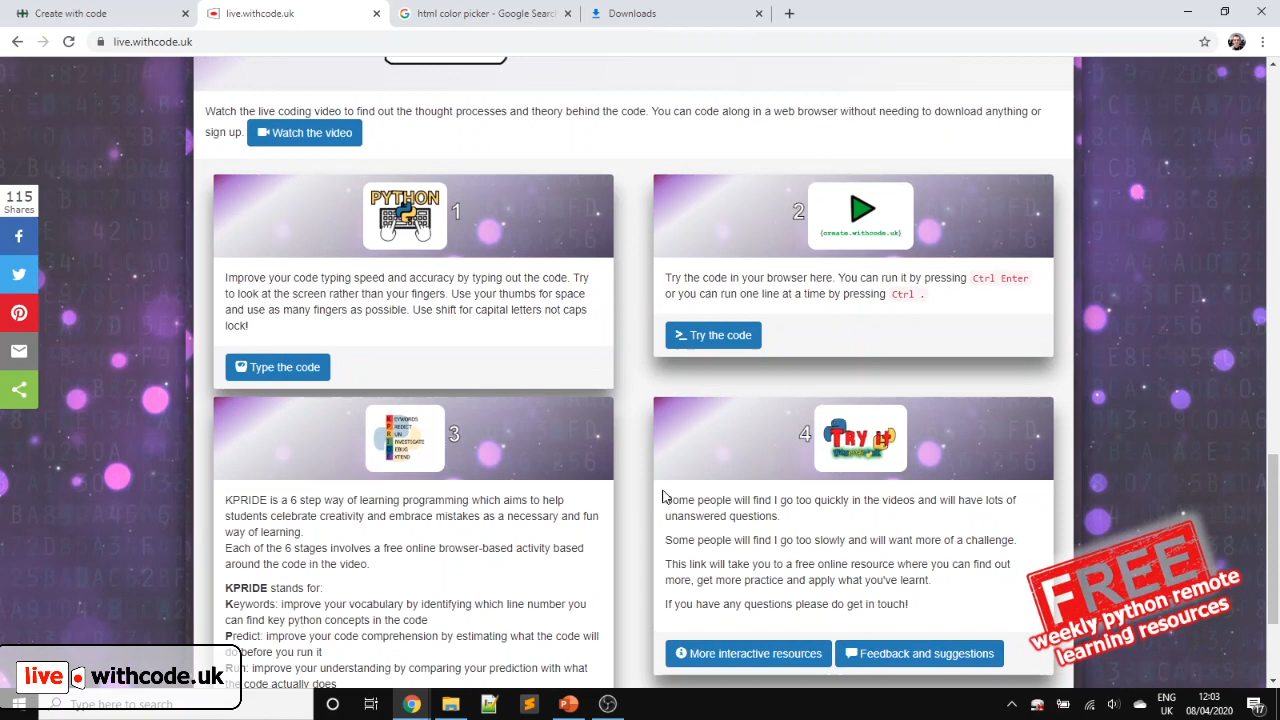 Create with code
live.withcode.uk
html color picker - Google Searc
Downloads
live.withcode.uk
Watch the live coding video to find out the thought processes and theory behind the code. You can code along in a web browser without needing to download anything or
sign up.
Watch the video
115
Shares
PYTHON
1
Improve your code typing speed and accuracy by typing out the code. Try
to look at the screen rather than your fingers. Use your thumbs for space
and use as many fingers as possible. Use shift for capital letters not caps
lock!
Type the code
2
{create.withcode.uk}
Try the code in your browser here. You can run it by pressing Ctrl Enter
or you can run one line at a time by pressing Ctrl .
Try the code
KEYWORDS
PREDICT
RUN
INVESTIGATE
DEBUG
XTEND
3
KPRIDE is a 6 step way of learning programming which aims to help
students celebrate creativity and embrace mistakes as a necessary and fun
way of learning.
Each of the 6 stages involves a free online browser-based activity based
around the code in the video.
KPRIDE stands for:
Keywords: improve your vocabulary by identifying which line number you
can find key python concepts in the code
Predict: improve your code comprehension by estimating what the code will
do before you run it
Run: improve your understanding by comparing your prediction with what
the code actually does
4
TRY it
Some people will find I go too quickly in the videos and will have lots of
unanswered questions.
Some people will find I go too slowly and will want more of a challenge.
This link will take you to a free online resource where you can find out
more, get more practice and apply what you've learnt.
If you have any questions please do get in touch!
More interactive resources
Feedback and suggestions
FREE
weekly python remote
learning resources
live withcode.uk
Type here to search
ENG
UK
12:03
08/04/2020
17